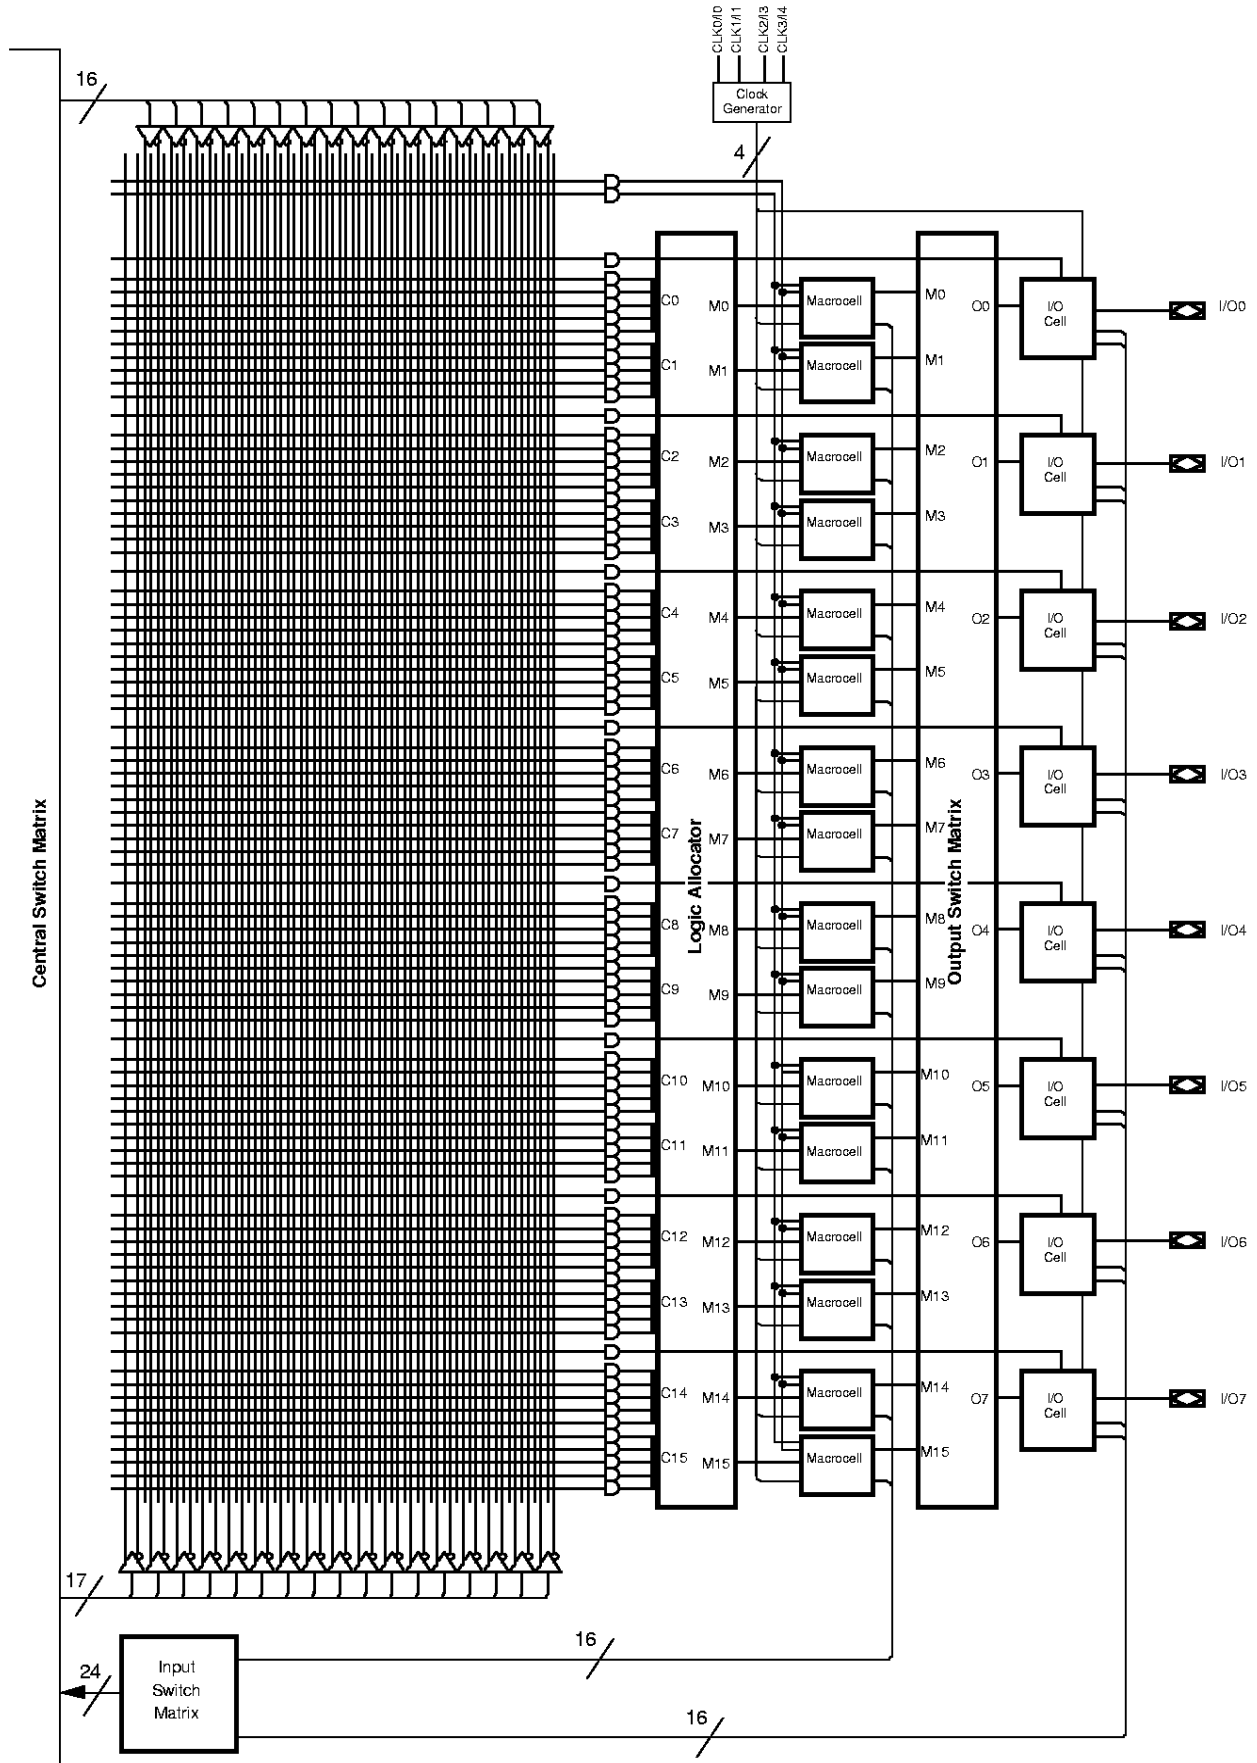 CLK0/I0
CLK1/I1
CLK2/I3
CLK3/I4
Clock
Generator
16
4
C0 M0 Macrocell M0 O0 I/O Cell I/O0
C1 M1 Macrocell M1
C2 M2 Macrocell M2 O1 I/O Cell I/O1
C3 M3 Macrocell M3
C4 M4 Macrocell M4 O2 I/O Cell I/O2
C5 M5 Macrocell M5
C6 M6 Macrocell M6 O3 I/O Cell I/O3
C7 M7 Macrocell M7
Central Switch Matrix
Logic Allocator
Output Switch Matrix
C8 M8 Macrocell M8 O4 I/O Cell I/O4
C9 M9 Macrocell M9
C10 M10 Macrocell M10 O5 I/O Cell I/O5
C11 M11 Macrocell M11
C12 M12 Macrocell M12 O6 I/O Cell I/O6
C13 M13 Macrocell M13
C14 M14 Macrocell M14 O7 I/O Cell I/O7
C15 M15 Macrocell M15
17
24
Input
Switch
Matrix
16
16